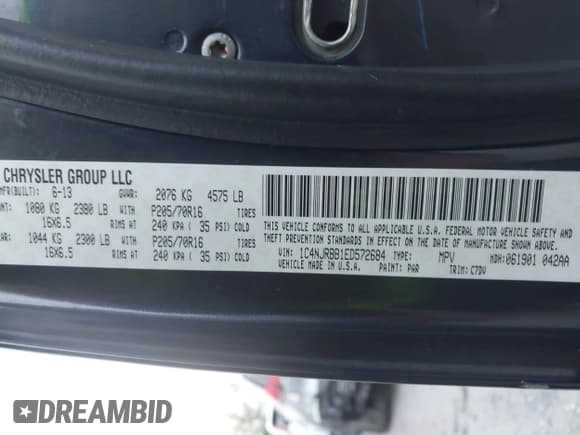 CHRYSLER GROUP LLC
MFR(BUILT): 6-13 GVWR: 2076 KG 4575 LB
1080 KG 2380 LB WITH P205/70R16 TIRES
16X6.5 RIMS AT 240 KPA ( 35 PSI) COLD
1044 KG 2300 LB WITH P205/70R16 TIRES
16X6.5 RIMS AT 240 KPA ( 35 PSI) COLD
THIS VEHICLE CONFORMS TO ALL APPLICABLE U.S.A. FEDERAL MOTOR VEHICLE SAFETY AND
THEFT PREVENTION STANDARDS IN EFFECT ON THE DATE OF MANUFACTURE SHOWN ABOVE.
VIN: 1C4NJRBB1ED572684 TYPE: MPV MDH:061901 042AA
VEHICLE MADE IN U.S.A. PAINT: PAR TRIM: C7DV
DREAMBID